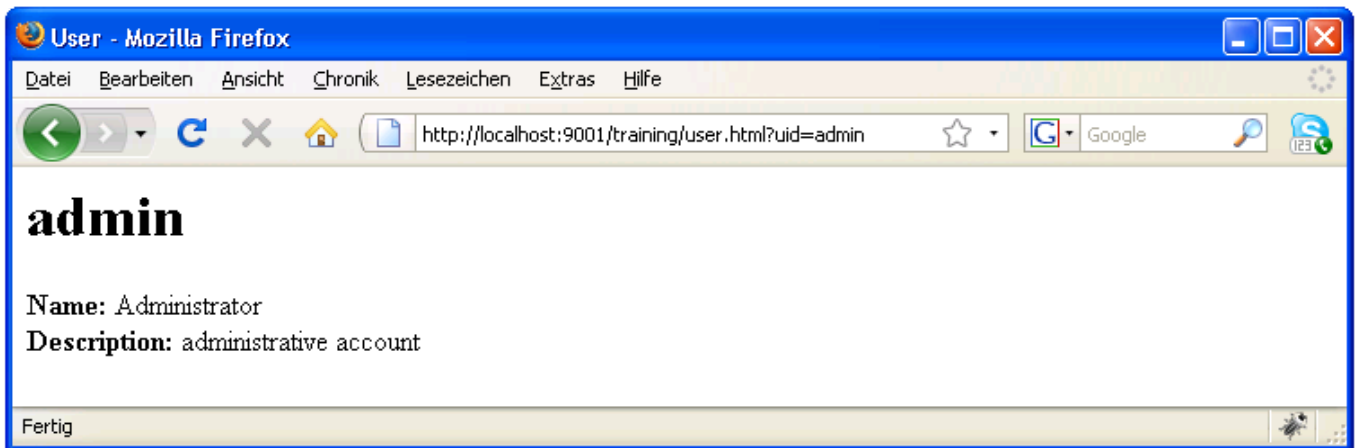 User - Mozilla Firefox
Datei Bearbeiten Ansicht Chronik Lesezeichen Extras Hilfe
http://localhost:9001/training/user.html?uid=admin G Google 123
admin
Name: Administrator
Description: administrative account
Fertig